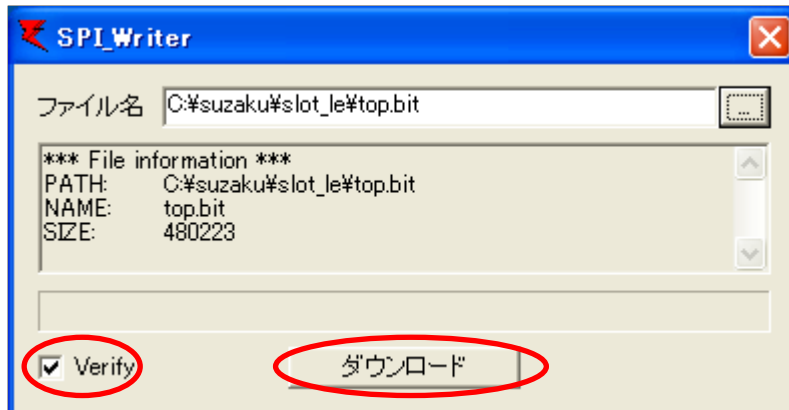 SPI_Writer
ファイル名 C:¥suzaku¥slot_le¥top.bit ...
*** File information ***
PATH: C:¥suzaku¥slot_le¥top.bit
NAME: top.bit
SIZE: 480223
Verify ダウンロード